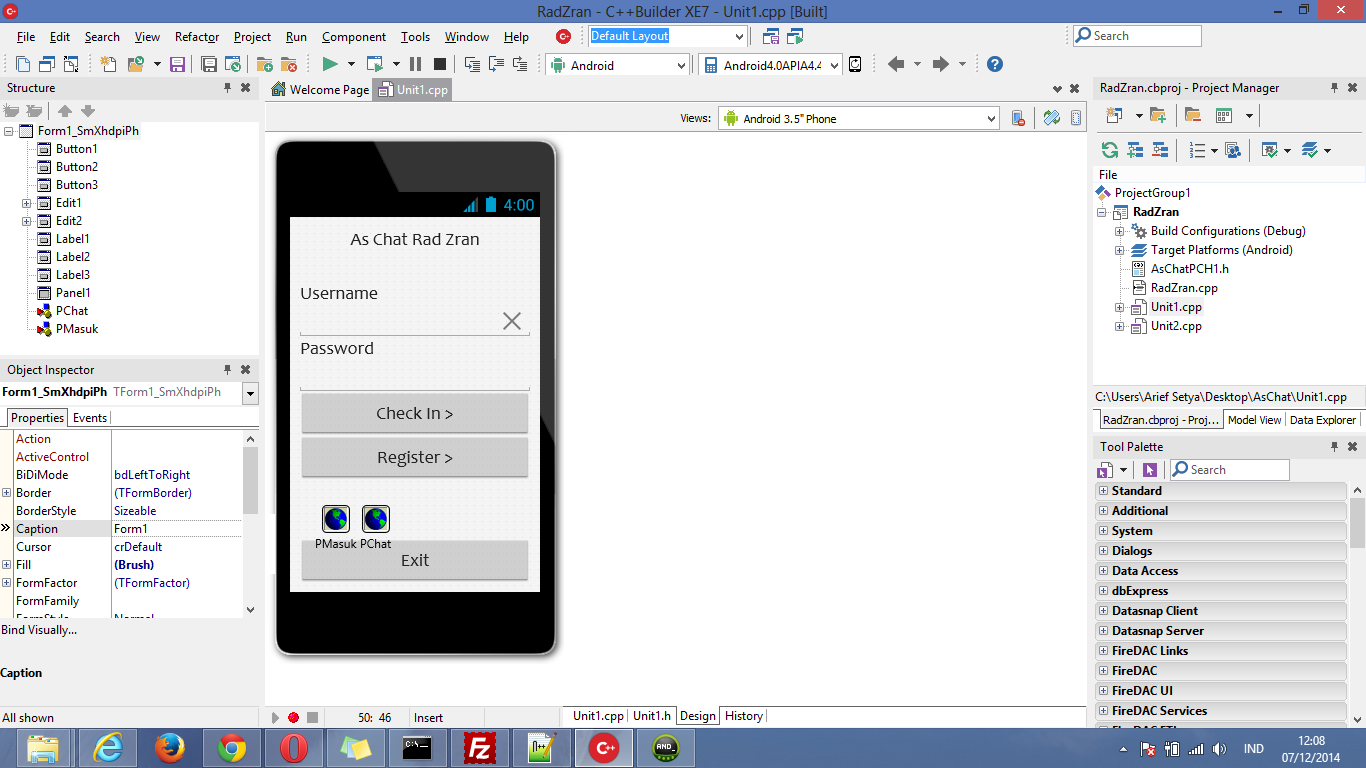 RadZran - C++Builder XE7 - Unit1.cpp [Built]
File Edit Search View Refactor Project Run Component Tools Window Help Default Layout Search
Android Android4.0APIA4.4
Structure
Form1_SmXhdpiPh
Button1
Button2
Button3
Edit1
Edit2
Label1
Label2
Label3
Panel1
PChat
PMasuk
Object Inspector
Form1_SmXhdpiPh TForm1_SmXhdpiPh
Properties Events
Action
ActiveControl
BiDiMode bdLeftToRight
Border (TFormBorder)
BorderStyle Sizeable
Caption Form1
Cursor crDefault
Fill (Brush)
FormFactor (TFormFactor)
FormFamily
FormStyle Normal
Bind Visually...
Caption
All shown
Welcome Page Unit1.cpp
Views: Android 3.5" Phone
4:00
As Chat Rad Zran
Username
Password
Check In >
Register >
PMasuk PChat
Exit
50: 46 Insert
Unit1.cpp Unit1.h Design History
RadZran.cbproj - Project Manager
File
ProjectGroup1
RadZran
Build Configurations (Debug)
Target Platforms (Android)
AsChatPCH1.h
RadZran.cpp
Unit1.cpp
Unit2.cpp
C:\Users\Arief Setya\Desktop\AsChat\Unit1.cpp
RadZran.cbproj - Proj... Model View Data Explorer
Tool Palette
Search
Standard
Additional
System
Dialogs
Data Access
dbExpress
Datasnap Client
Datasnap Server
FireDAC Links
FireDAC
FireDAC UI
FireDAC Services
C:\_
Fz
C++
RAD_
IND
12:08
07/12/2014